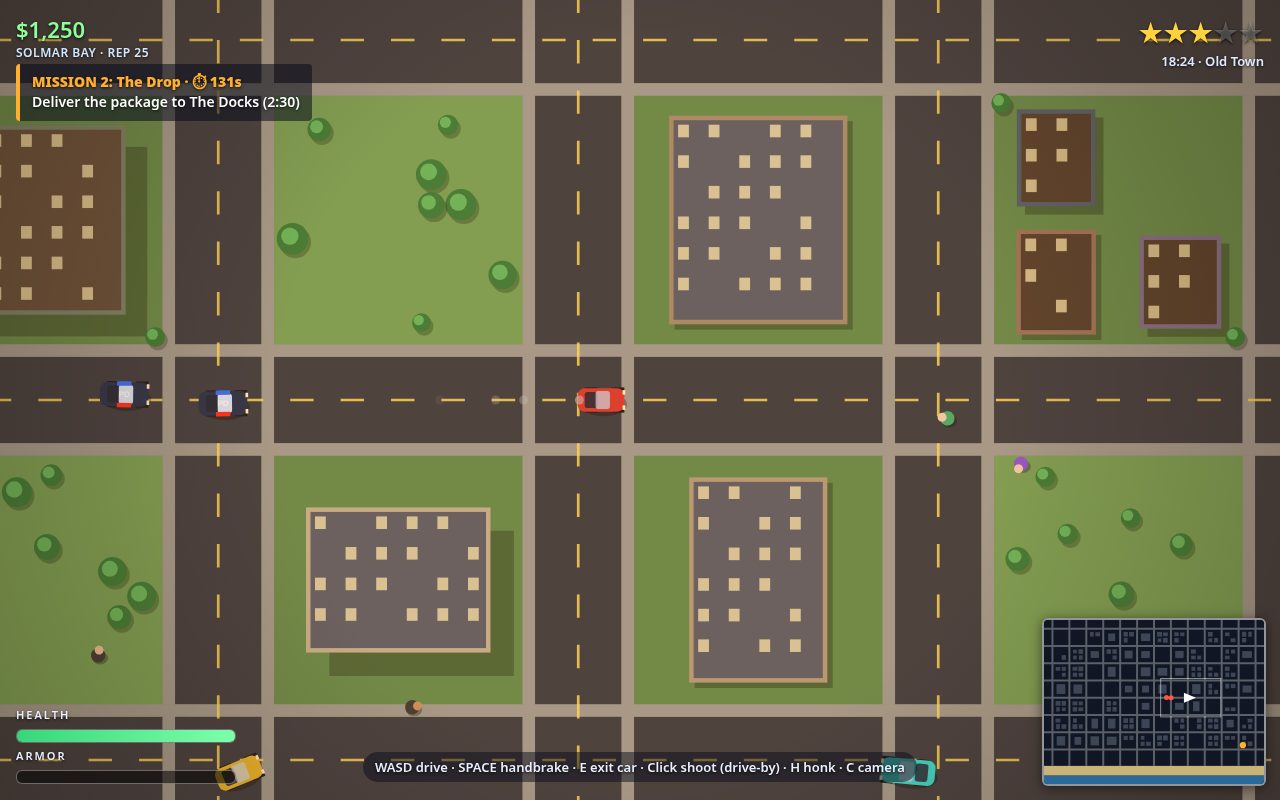 $1,250
SOLMAR BAY · REP 25
MISSION 2: The Drop · ⏱ 131s
Deliver the package to The Docks (2:30)
★★★★★
18:24 · Old Town
HEALTH
ARMOR
WASD drive · SPACE handbrake · E exit car · Click shoot (drive-by) · H honk · C camera